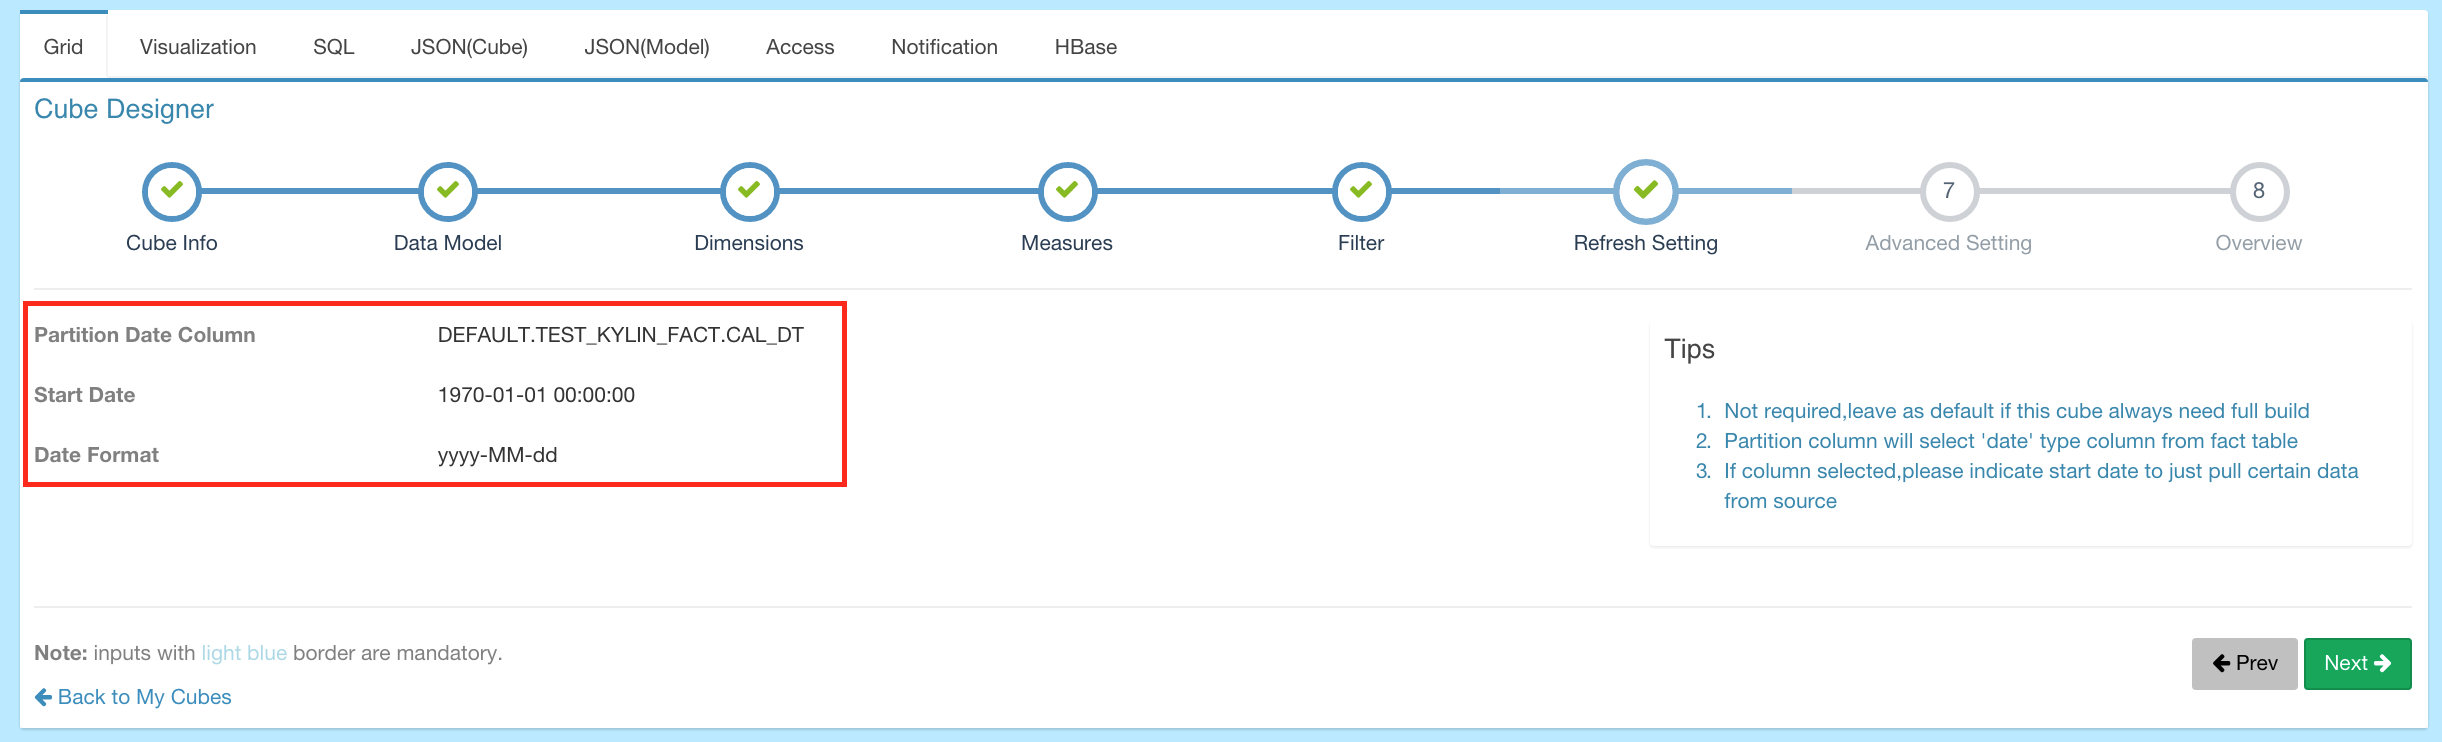 Grid Visualization SQL JSON(Cube) JSON(Model) Access Notification HBase
Cube Designer
7 8
Cube Info Data Model Dimensions Measures Filter Refresh Setting Advanced Setting Overview
Partition Date Column DEFAULT.TEST_KYLIN_FACT.CAL_DT
Start Date 1970-01-01 00:00:00
Date Format yyyy-MM-dd
Tips
1. Not required,leave as default if this cube always need full build
2. Partition column will select 'date' type column from fact table
3. If column selected,please indicate start date to just pull certain data
from source
Note: inputs with light blue border are mandatory.
Prev Next
Back to My Cubes